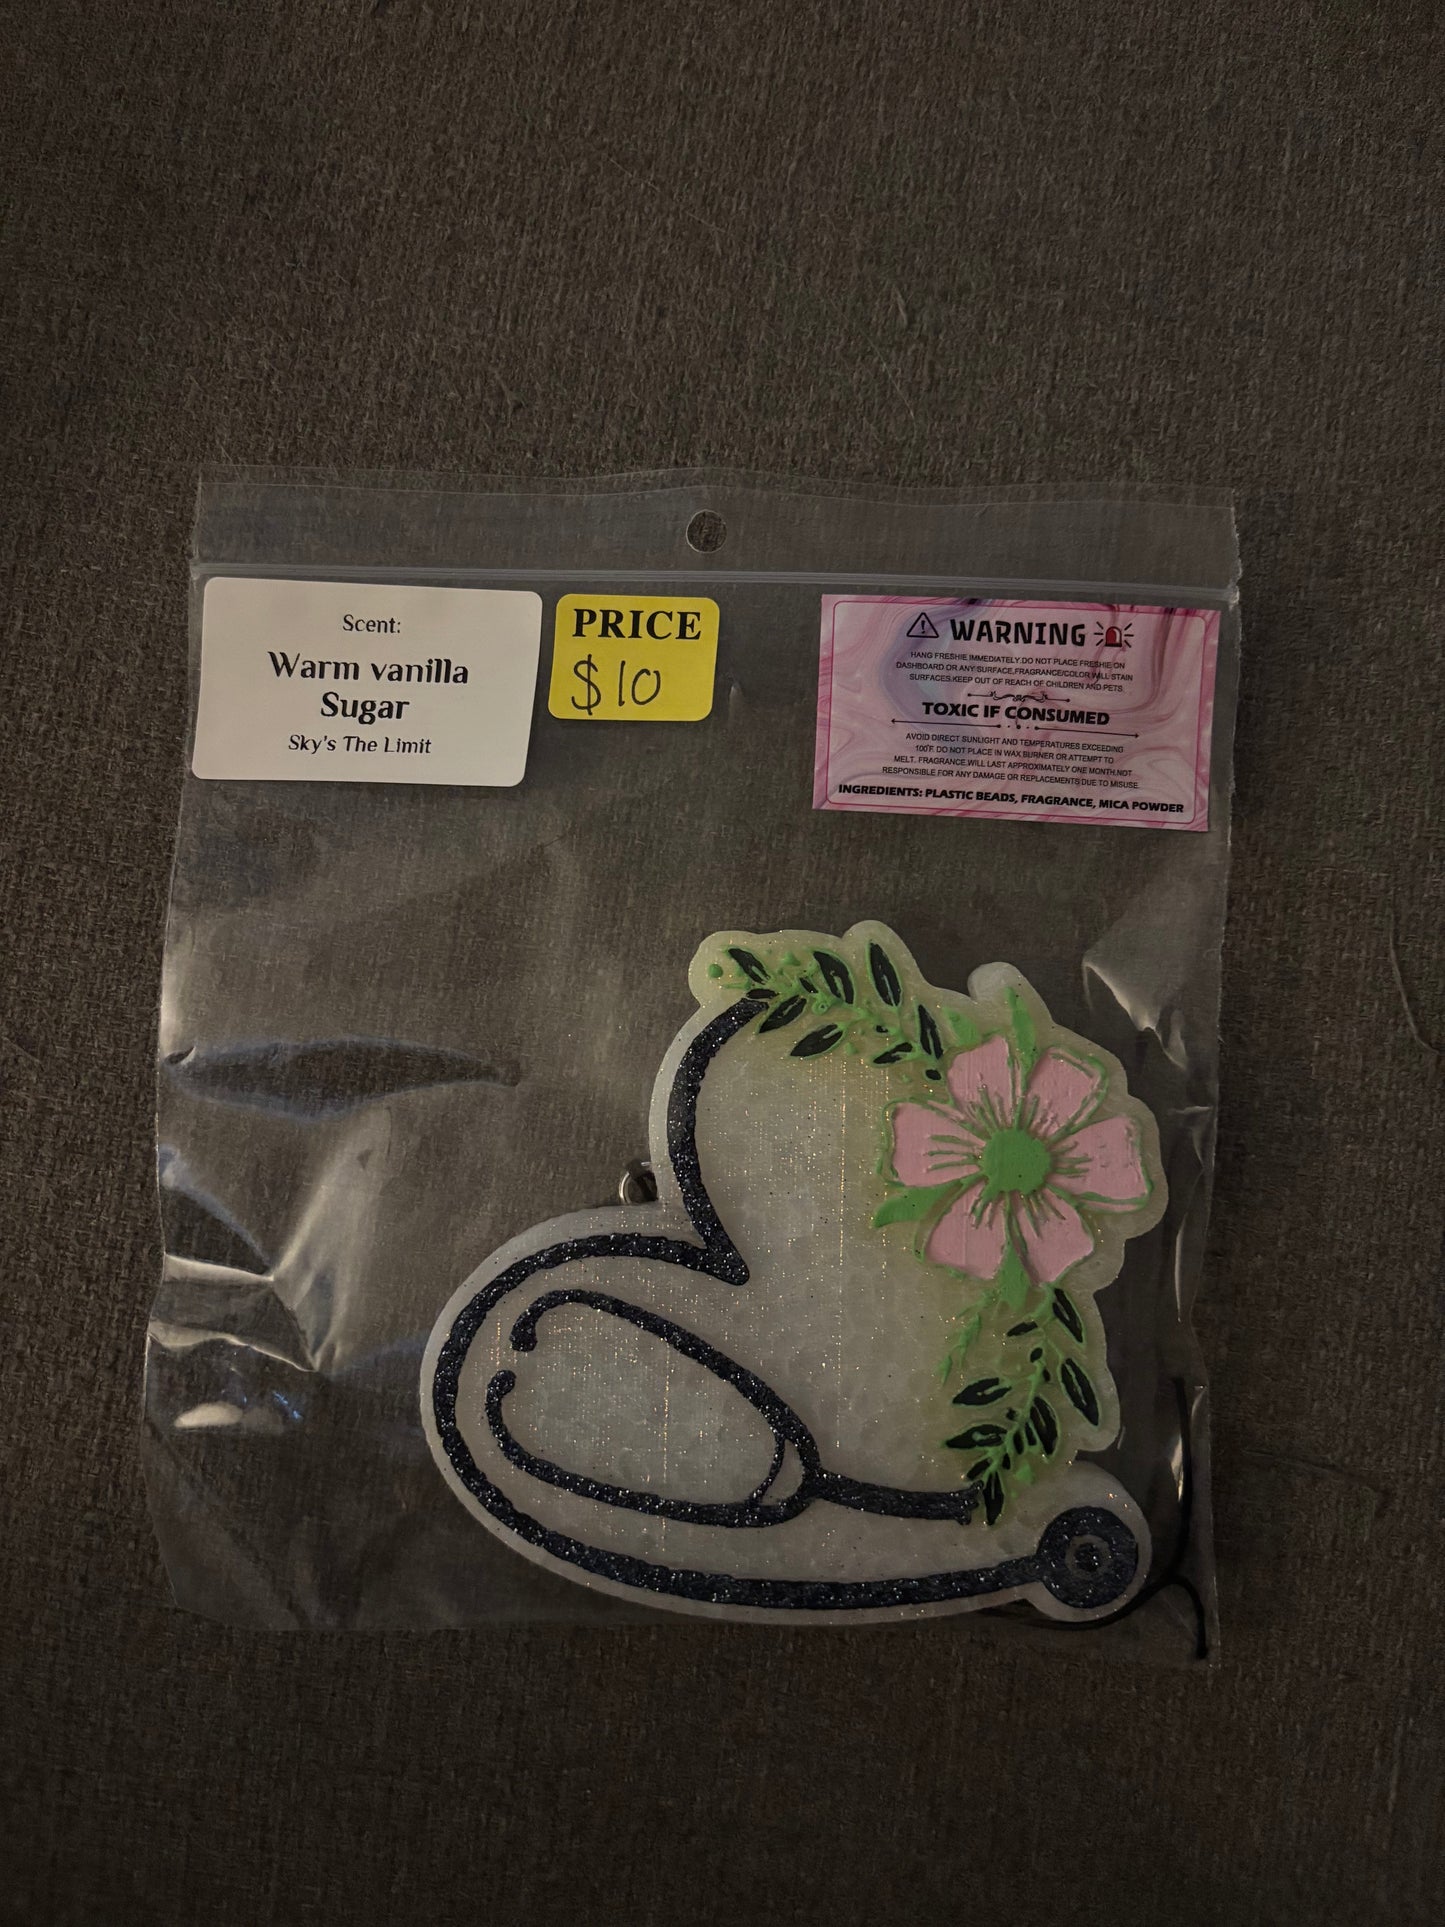 Scent:
Warm vanilla
Sugar
Sky's The Limit
PRICE
$10
WARNING
HANG FRESHIE IMMEDIATELY.DO NOT PLACE FRESHIE ON
DASHBOARD OR ANY SURFACE,FRAGRANCE/COLOR WILL STAIN
SURFACES.KEEP OUT OF REACH OF CHILDREN AND PETS.
TOXIC IF CONSUMED
AVOID DIRECT SUNLIGHT AND TEMPERATURES EXCEEDING
100°F. DO NOT PLACE IN WAX BURNER OR ATTEMPT TO
MELT. FRAGRANCE.WILL LAST APPROXIMATELY ONE MONTH.NOT
RESPONSIBLE FOR ANY DAMAGE OR REPLACEMENTS DUE TO MISUSE.
INGREDIENTS: PLASTIC BEADS, FRAGRANCE, MICA POWDER